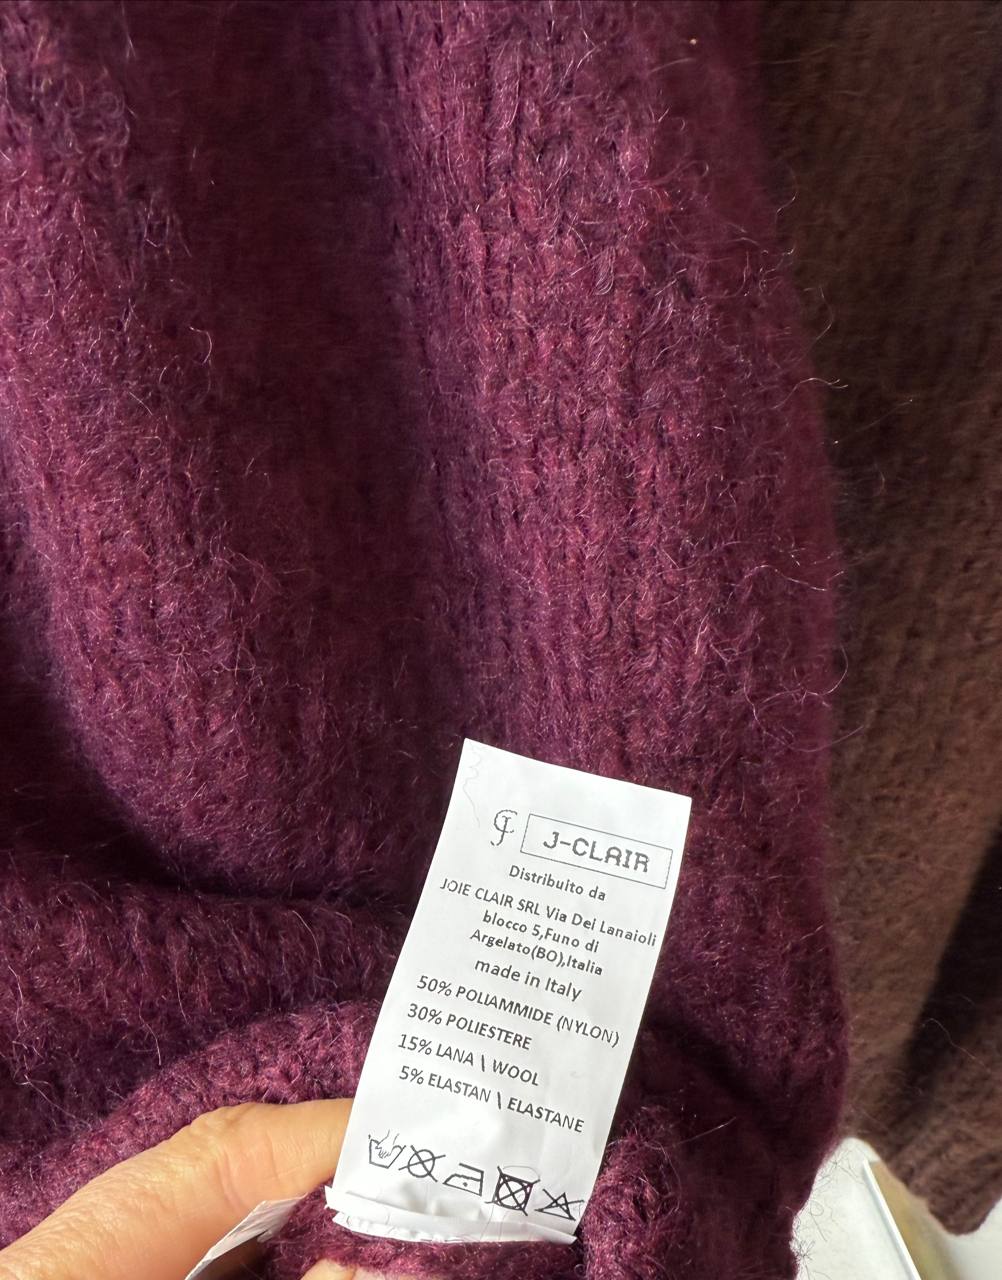 J-CLAIR
Distribuito da
JOIE CLAIR SRL Via Dei Lanaioli
blocco 5,Funo di
Argelato(BO),Italia
made in Italy
50% POLIAMMIDE (NYLON)
30% POLIESTERE
15% LANA \ WOOL
5% ELASTAN \ ELASTANE